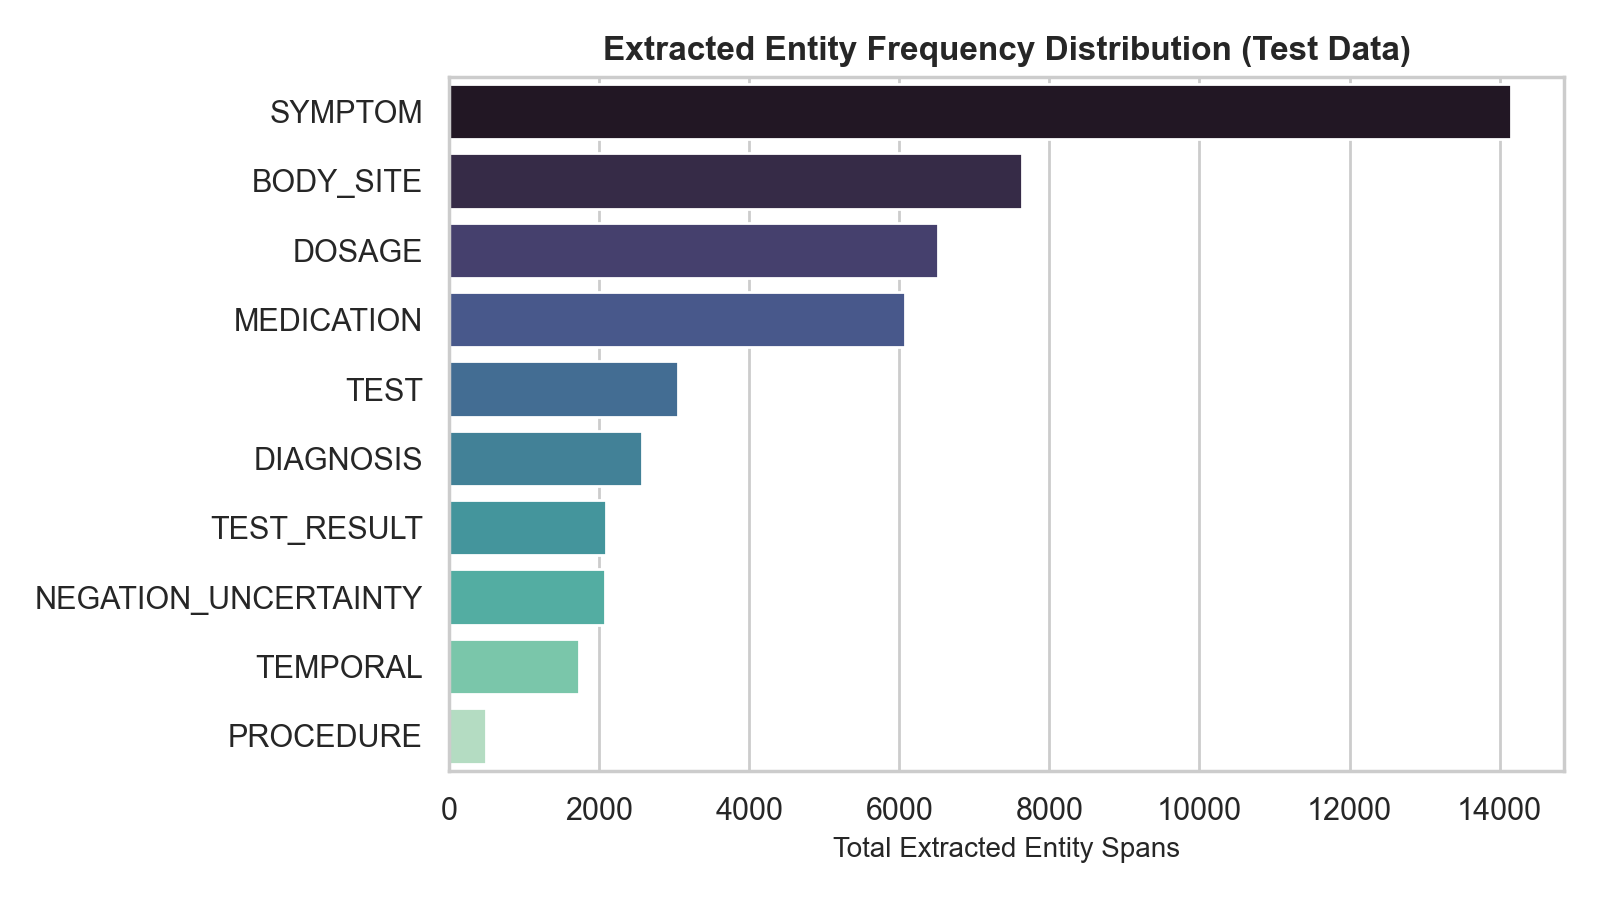 Extracted Entity Frequency Distribution (Test Data)
SYMPTOM
BODY_SITE
DOSAGE
MEDICATION
TEST
DIAGNOSIS
TEST_RESULT
NEGATION_UNCERTAINTY
TEMPORAL
PROCEDURE
0 2000 4000 6000 8000 10000 12000 14000
Total Extracted Entity Spans